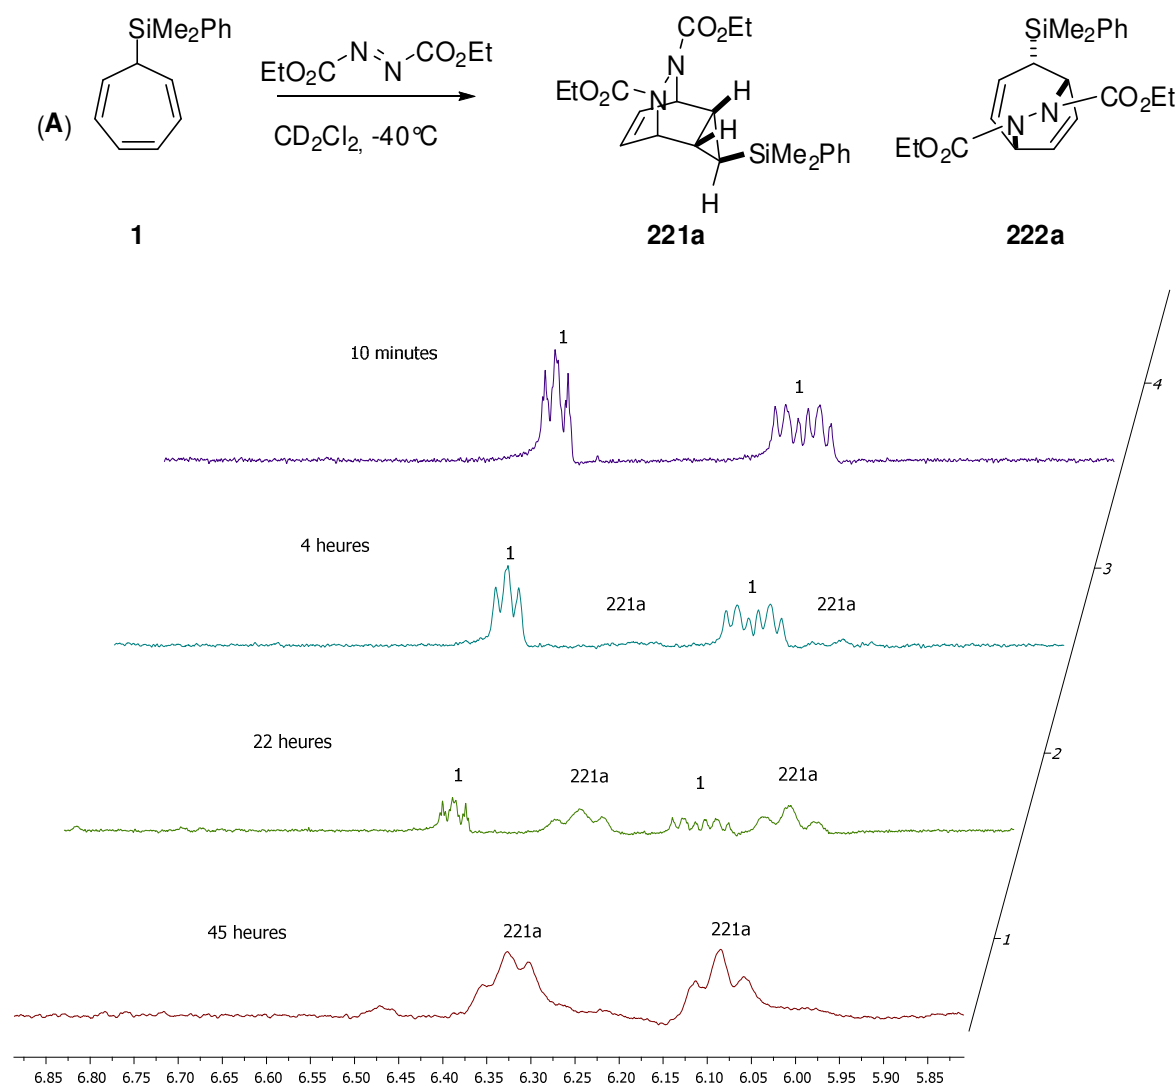 SiMe2Ph
(A)
EtO2C N N CO2Et
CD2Cl2, -40°C
1
CO2Et
N
EtO2C N
H
H
SiMe2Ph
H
221a
SiMe2Ph
N N CO2Et
EtO2C
222a
10 minutes
1
1
4
4 heures
1
221a
1
221a
3
22 heures
1
221a
1
221a
2
45 heures
221a
221a
1
6.85 6.80 6.75 6.70 6.65 6.60 6.55 6.50 6.45 6.40 6.35 6.30 6.25 6.20 6.15 6.10 6.05 6.00 5.95 5.90 5.85